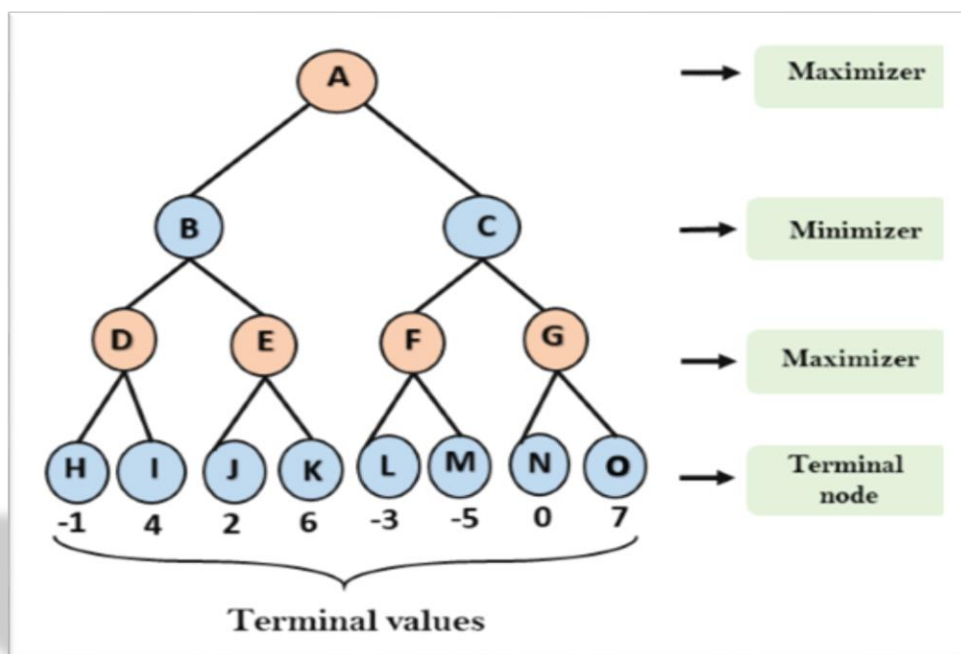 A
Maximizer
B
C
Minimizer
D
E
F
G
Maximizer
H
I
J
K
L
M
N
O
Terminal
node
-1
4
2
6
-3
-5
0
7
Terminal values